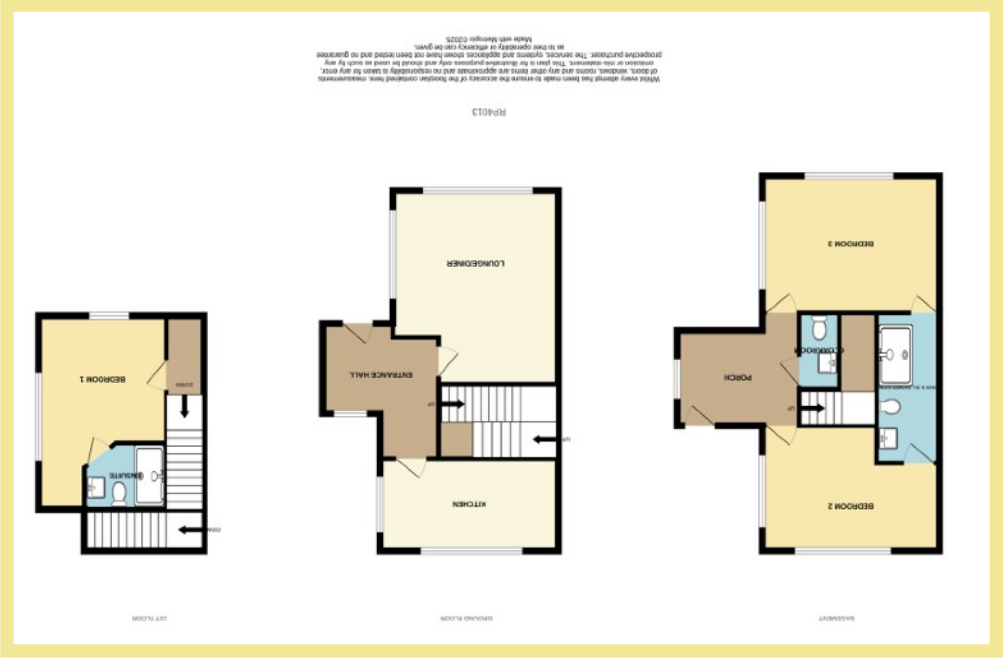 BASEMENT
GROUND FLOOR
1ST FLOOR
BEDROOM 2
UP
PORCH
CLOAKROOM
SHOWER ROOM
BEDROOM 3
KITCHEN
UP
UP
ENTRANCE HALL
LOUNGEDINER
DOWN
ENSUITE
DOWN
BEDROOM 1
RP4013
Whilst every attempt has been made to ensure the accuracy of the floorplan contained here, measurements
of doors, windows, rooms and any other items are approximate and no responsibility is taken for any error,
omission or mis-statement. This plan is for illustrative purposes only and should be used as such by any
prospective purchaser. The services, systems and appliances shown have not been tested and no guarantee
as to their operability or efficiency can be given.
Made with Metropix ©2025